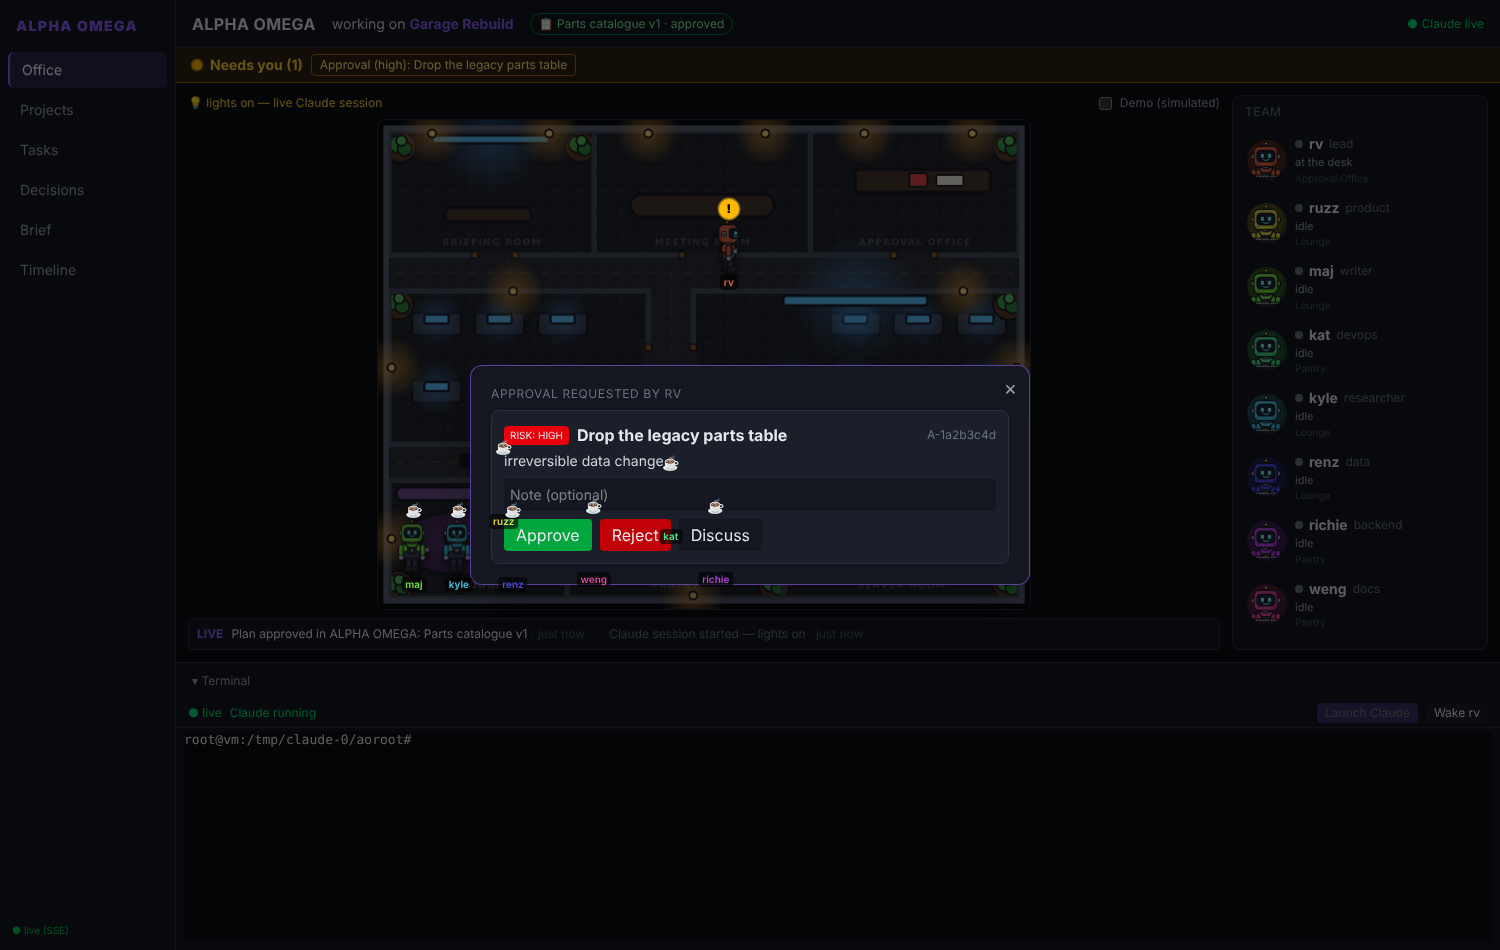 ALPHA OMEGA
Office
Projects
Tasks
Decisions
Brief
Timeline
live (SSE)
ALPHA OMEGA working on Garage Rebuild Parts catalogue v1 · approved
Claude live
Needs you (1) Approval (high): Drop the legacy parts table
lights on — live Claude session
Demo (simulated)
BRIEFING ROOM
APPROVAL OFFICE
!
rv
APPROVAL REQUESTED BY RV
×
RISK: HIGH Drop the legacy parts table A-1a2b3c4d
irreversible data change
Note (optional)
ruzz
Approve Reject Discuss
kat
maj kyle renz weng richie
LIVE Plan approved in ALPHA OMEGA: Parts catalogue v1 · just now Claude session started — lights on · just now
TEAM
rv lead
at the desk
Approval Office
ruzz product
idle
Lounge
maj writer
idle
Lounge
kat devops
idle
Pantry
kyle researcher
idle
Lounge
renz data
idle
Lounge
richie backend
idle
Pantry
weng docs
idle
Pantry
▾ Terminal
live Claude running
Launch Claude Wake rv
root@vm:/tmp/claude-0/aoroot#